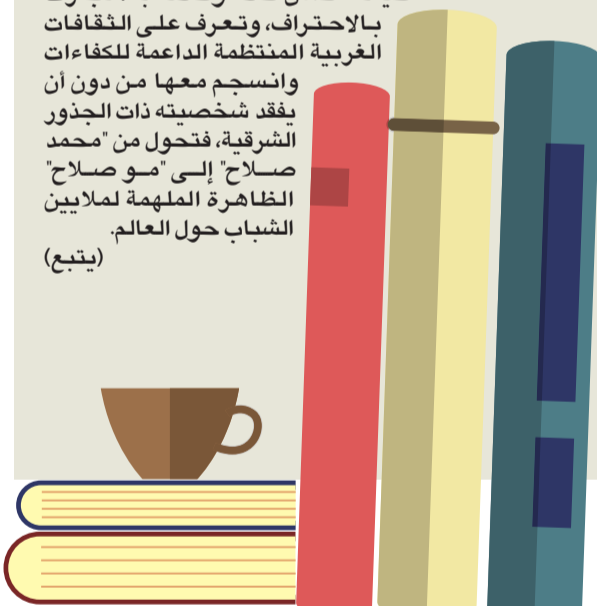 بالاحتراف، وتعرف على الثقافات
الغربية المنتظمة الداعمة للكفاءات
وانسجم معها من دون أن
يفقد شخصيته ذات الجذور
الشرقية، فتحول من "محمد
صلاح" إلى "مو صلاح"
الظاهرة الملهمة لملايين
الشباب حول العالم.
(يتبع)